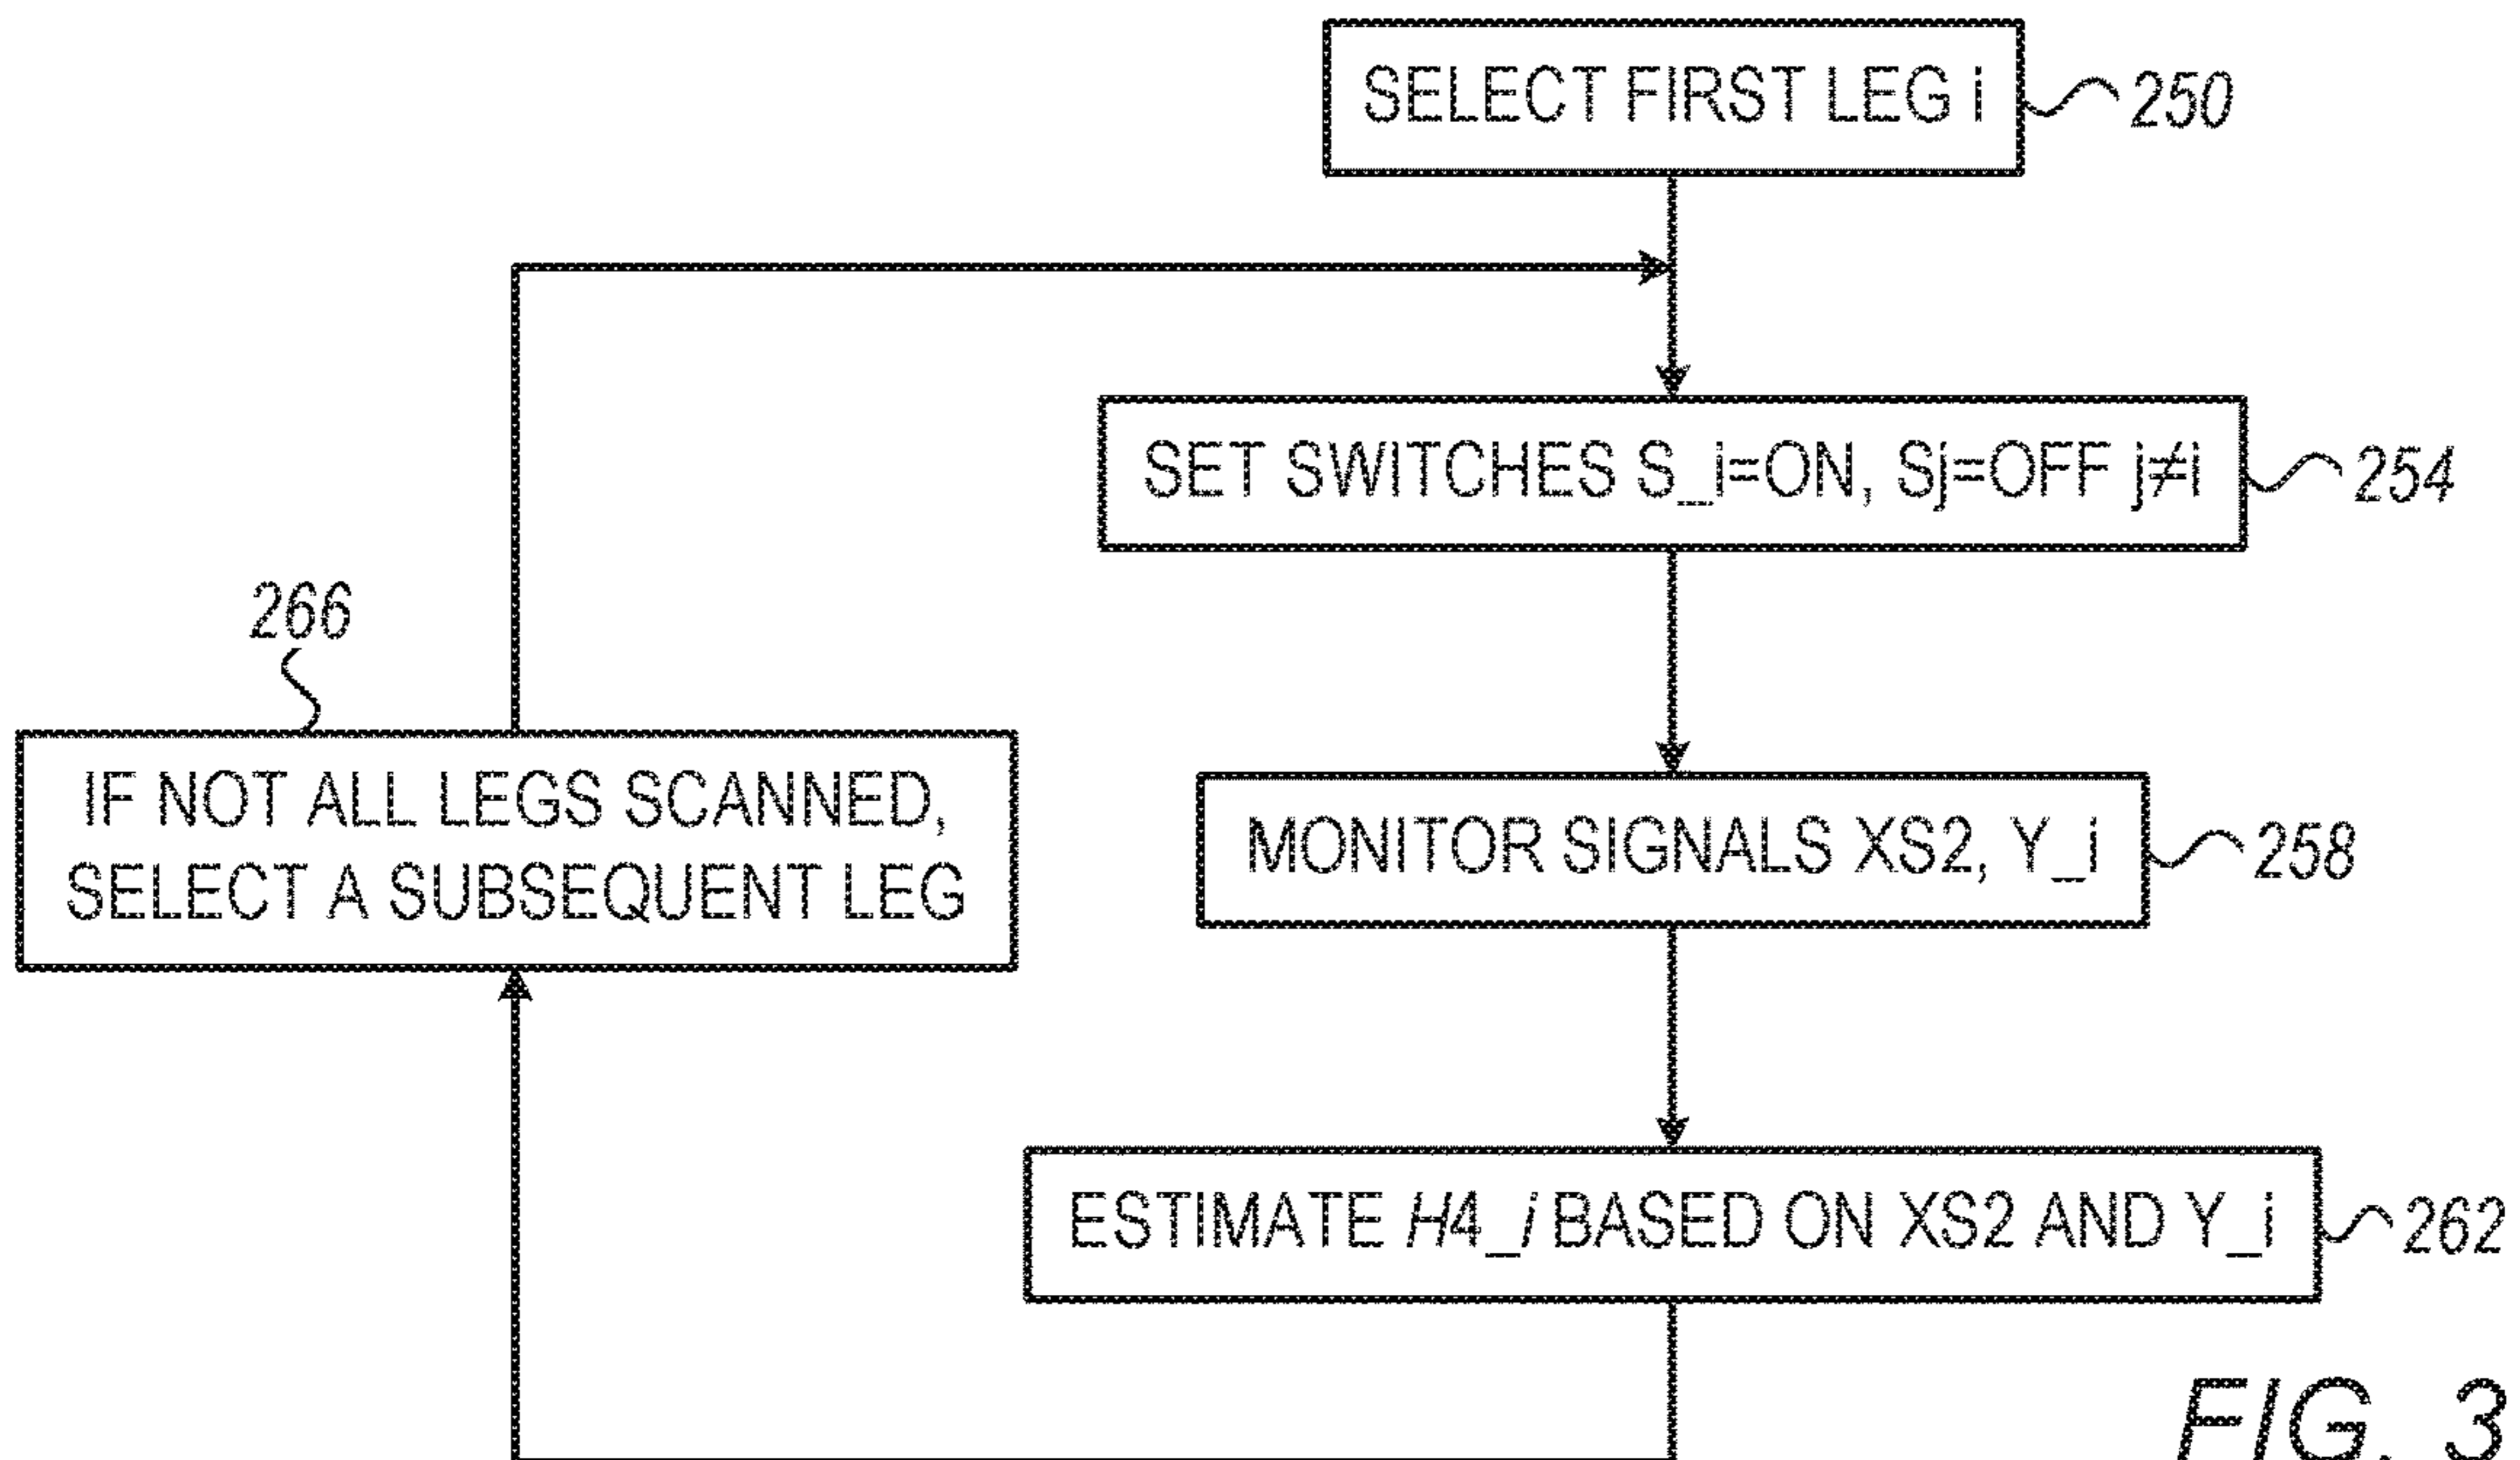 SELECT FIRST LEG i
250
SET SWITCHES S_i=ON, Sj=OFF j≠i
254
266
IF NOT ALL LEGS SCANNED,
SELECT A SUBSEQUENT LEG
MONITOR SIGNALS XS2, Y_i
258
ESTIMATE H4_i BASED ON XS2 AND Y_i
262
FIG. 3